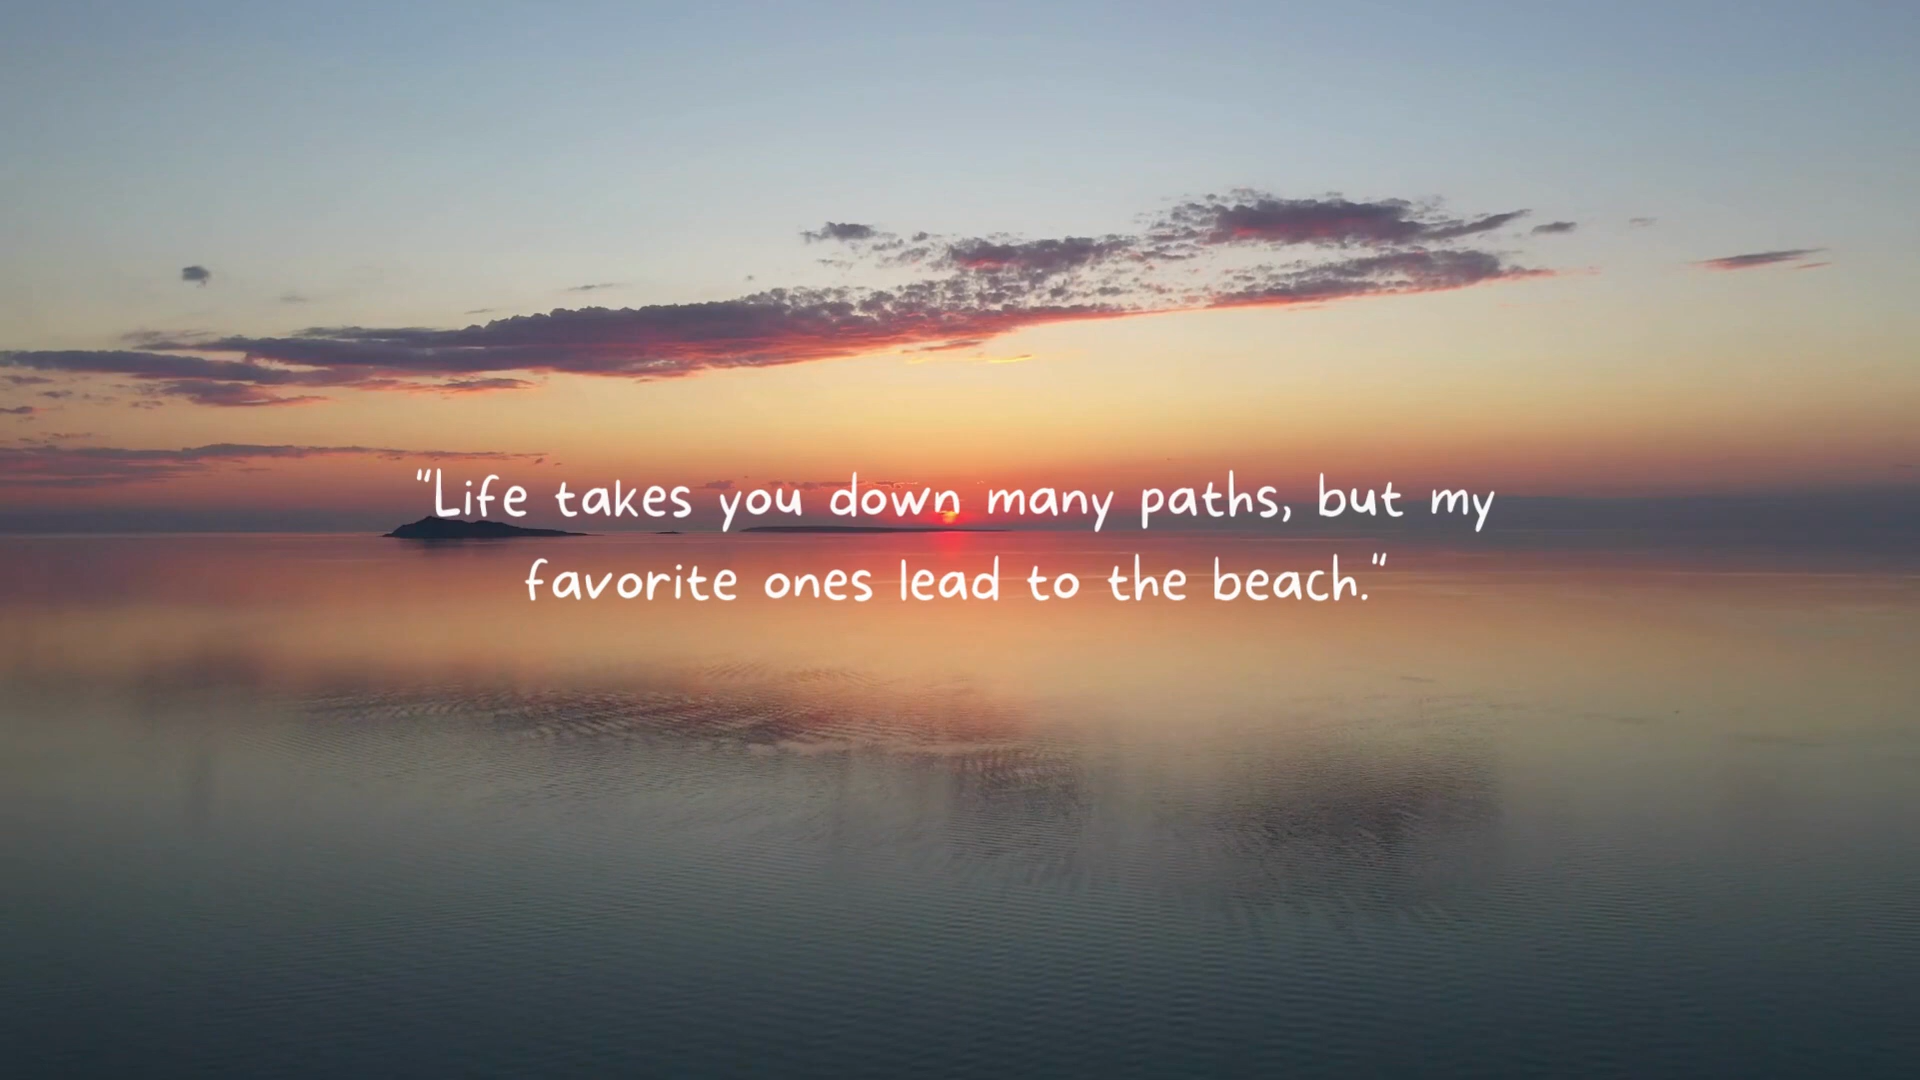 "Life takes you down many paths, but my
favorite ones lead to the beach."